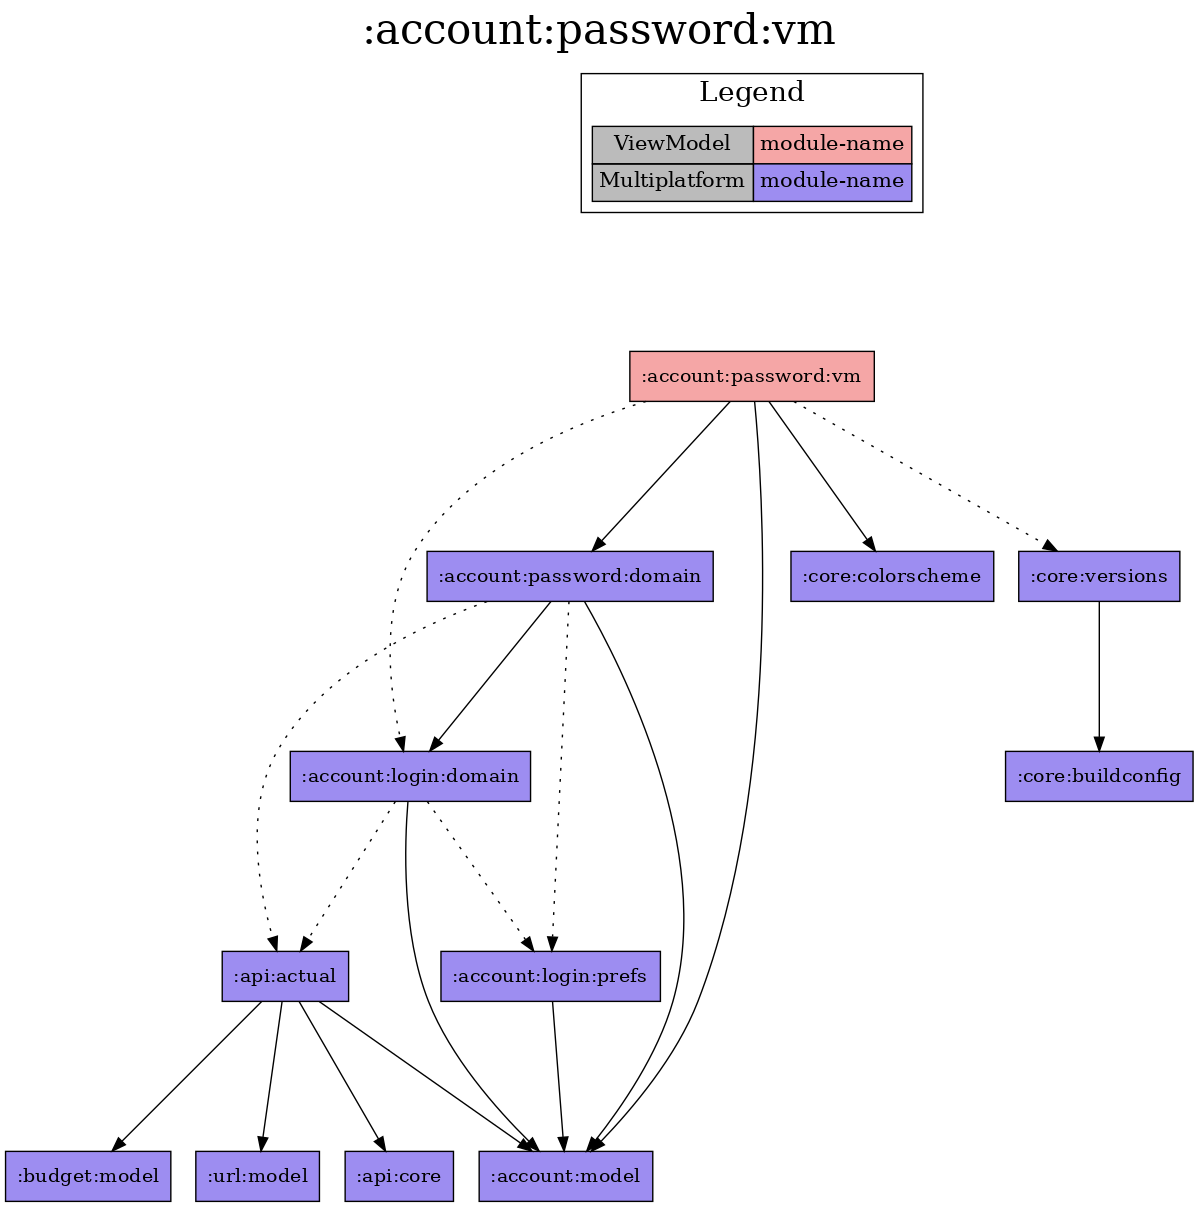 :account:password:vm
Legend
ViewModel module-name
Multiplatform module-name
:account:password:vm
:account:password:domain
:core:colorscheme
:core:versions
:account:login:domain
:core:buildconfig
:api:actual
:account:login:prefs
:budget:model
:url:model
:api:core
:account:model